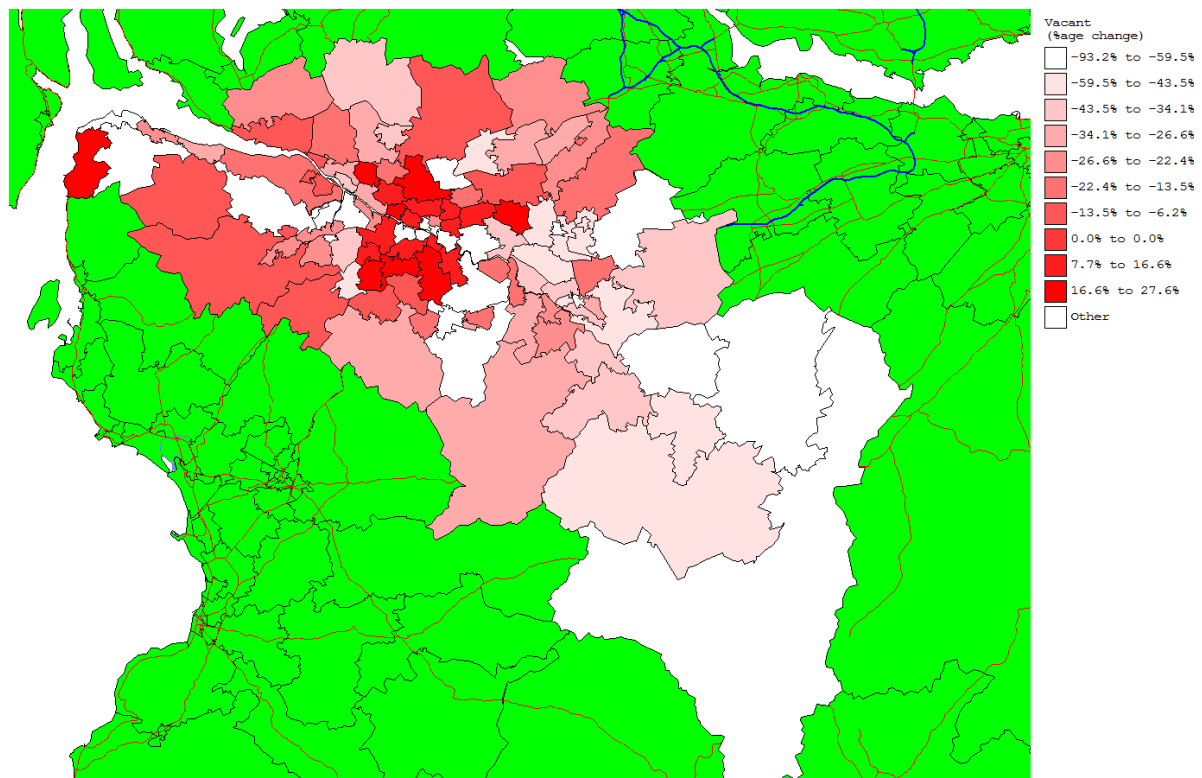 Vacant
(%age change)
-93.2% to -59.5%
-59.5% to -43.5%
-43.5% to -34.1%
-34.1% to -26.6%
-26.6% to -22.4%
-22.4% to -13.5%
-13.5% to -6.2%
0.0% to 0.0%
7.7% to 16.6%
16.6% to 27.6%
Other